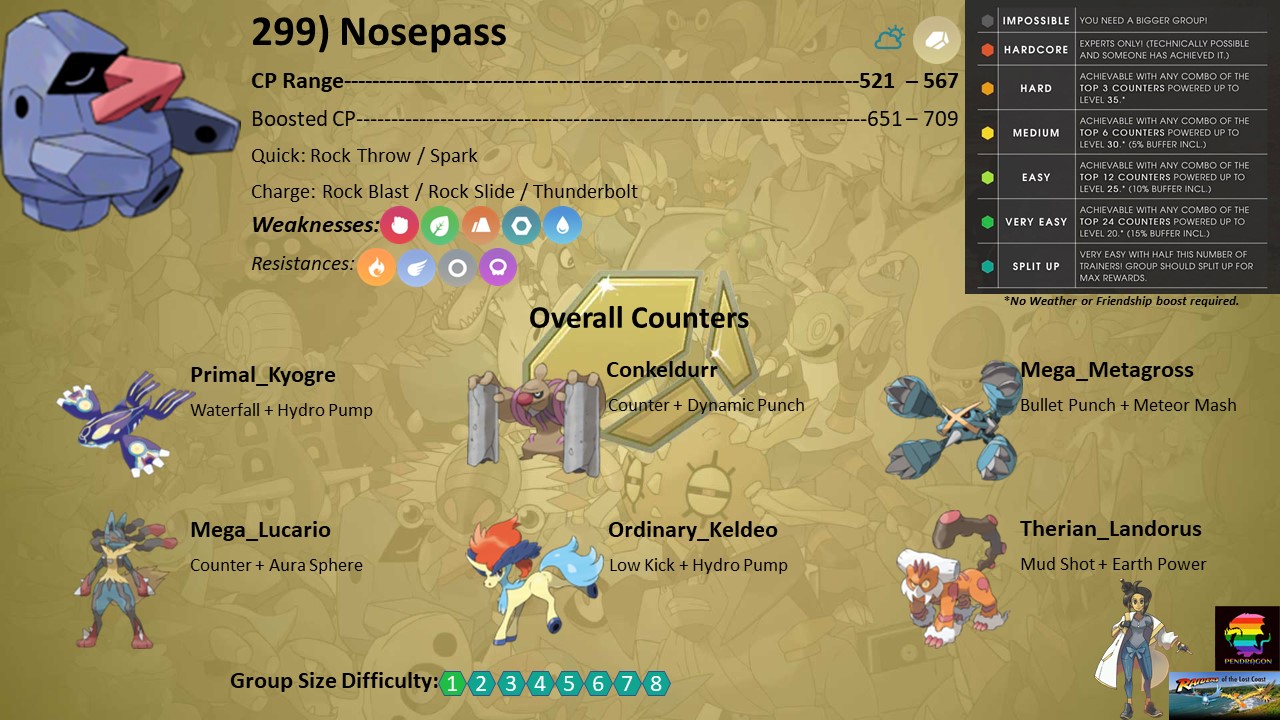 299) Nosepass
CP Range--------------------------------------------------------------------------521 – 567
Boosted CP-------------------------------------------------------------------------651 – 709
Quick: Rock Throw / Spark
Charge: Rock Blast / Rock Slide / Thunderbolt
Weaknesses:
Resistances:
IMPOSSIBLE YOU NEED A BIGGER GROUP!
HARDCORE EXPERTS ONLY! (TECHNICALLY POSSIBLE
AND SOMEONE HAS ACHIEVED IT.)
HARD ACHIEVABLE WITH ANY COMBO OF THE
TOP 3 COUNTERS POWERED UP TO
LEVEL 35.*
MEDIUM ACHIEVABLE WITH ANY COMBO OF THE
TOP 6 COUNTERS POWERED UP TO
LEVEL 30.* (5% BUFFER INCL.)
EASY ACHIEVABLE WITH ANY COMBO OF THE
TOP 12 COUNTERS POWERED UP TO
LEVEL 25.* (10% BUFFER INCL.)
VERY EASY ACHIEVABLE WITH ANY COMBO OF THE
TOP 24 COUNTERS POWERED UP TO
LEVEL 20.* (15% BUFFER INCL.)
SPLIT UP VERY EASY WITH HALF THIS NUMBER OF
TRAINERS! GROUP SHOULD SPLIT UP FOR
MAX REWARDS.
*No Weather or Friendship boost required.
Overall Counters
Primal_Kyogre
Waterfall + Hydro Pump
Conkeldurr
Counter + Dynamic Punch
Mega_Metagross
Bullet Punch + Meteor Mash
Mega_Lucario
Counter + Aura Sphere
Ordinary_Keldeo
Low Kick + Hydro Pump
Therian_Landorus
Mud Shot + Earth Power
Group Size Difficulty: 1 2 3 4 5 6 7 8
PENDRAGON
RAIDERS of the Lost Coast